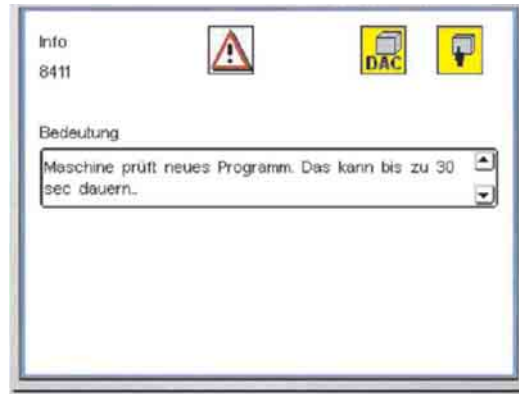 Info
8411
DAC
Bedeutung
Maschine prüft neues Programm. Das kann bis zu 30
sec dauern..